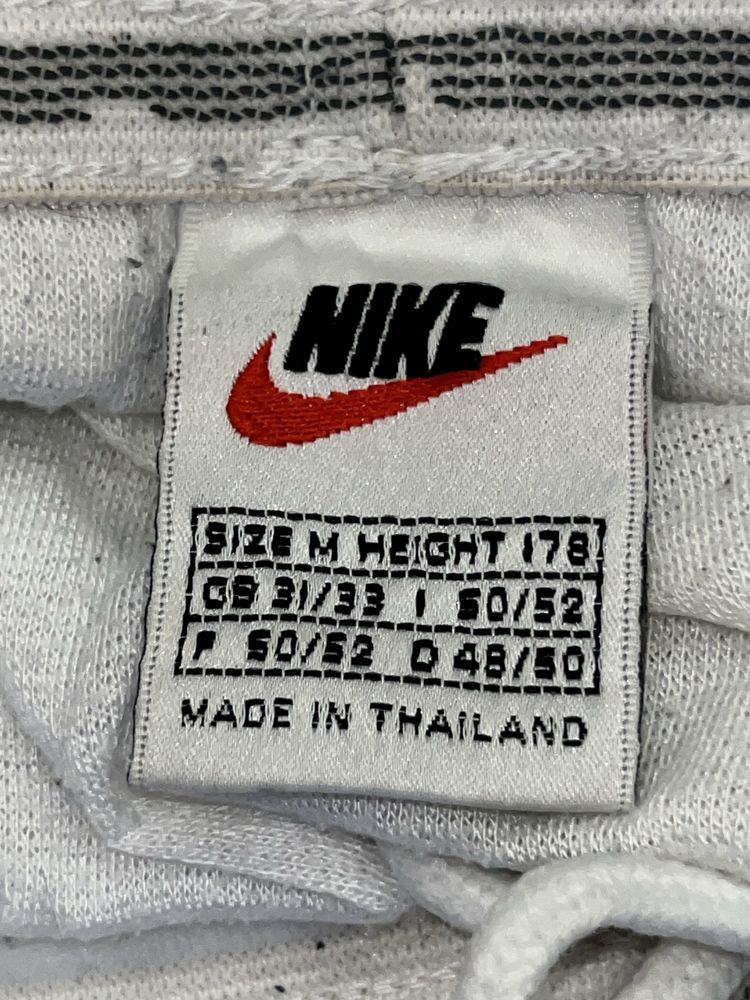 NIKE
SIZE M HEIGHT 178
GB 31/33 I 50/52
F 50/52 D 48/50
MADE IN THAILAND